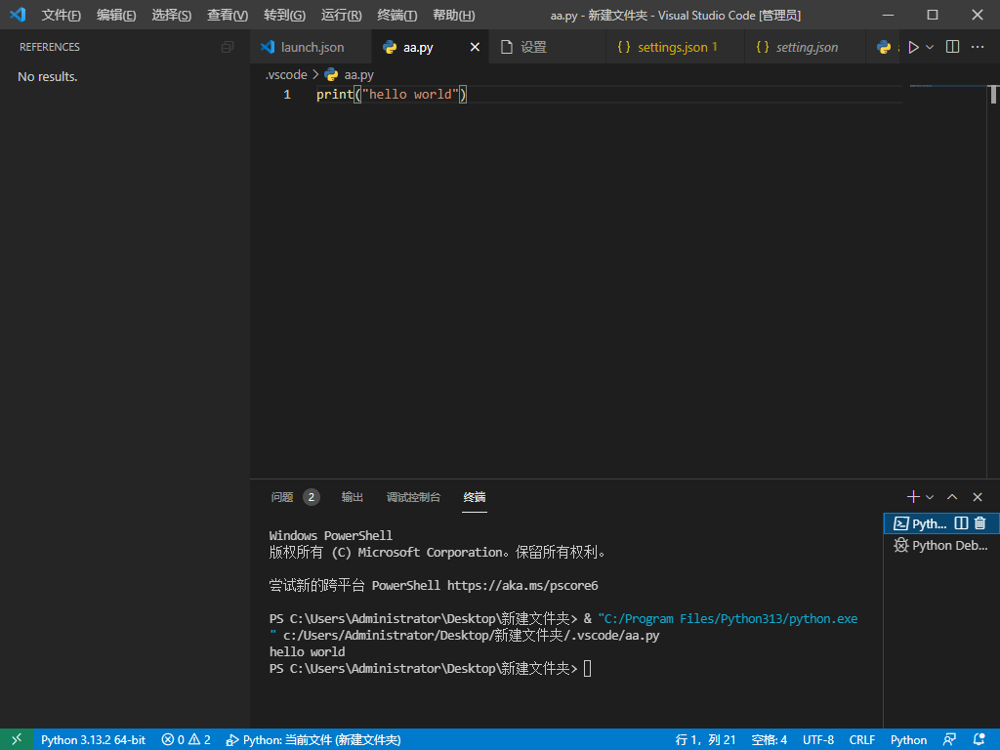 文件(F) 编辑(E) 选择(S) 查看(V) 转到(G) 运行(R) 终端(T) 帮助(H) aa.py - 新建文件夹 - Visual Studio Code [管理员]
REFERENCES
No results.
launch.json aa.py 设置 {} settings.json 1 {} setting.json
.vscode > aa.py
1 print("hello world")
问题 2 输出 调试控制台 终端
Pyth...
Python Deb...
Windows PowerShell
版权所有 (C) Microsoft Corporation。保留所有权利。
尝试新的跨平台 PowerShell https://aka.ms/pscore6
PS C:\Users\Administrator\Desktop\新建文件夹> & "C:/Program Files/Python313/python.exe
" c:/Users/Administrator/Desktop/新建文件夹/.vscode/aa.py
hello world
PS C:\Users\Administrator\Desktop\新建文件夹>
Python 3.13.2 64-bit 0 2 Python: 当前文件 (新建文件夹) 行 1，列 21 空格: 4 UTF-8 CRLF Python